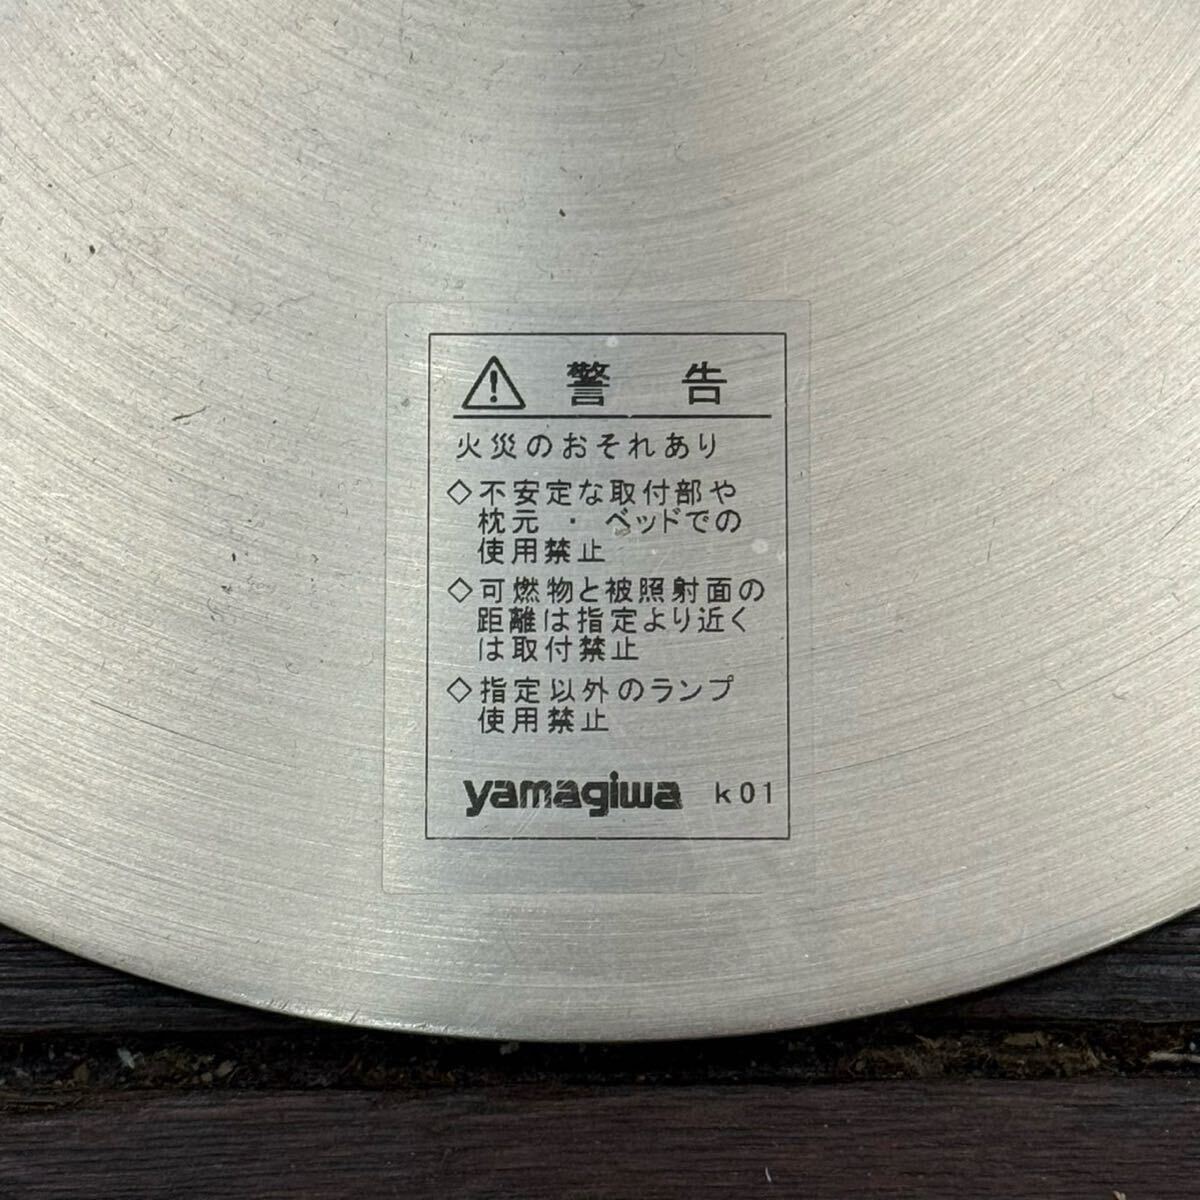 警告
火災のおそれあり
◇不安定な取付部や
枕元・ベッドでの
使用禁止
◇可燃物と被照射面の
距離は指定より近く
は取付禁止
◇指定以外のランプ
使用禁止
yamagiwa k01